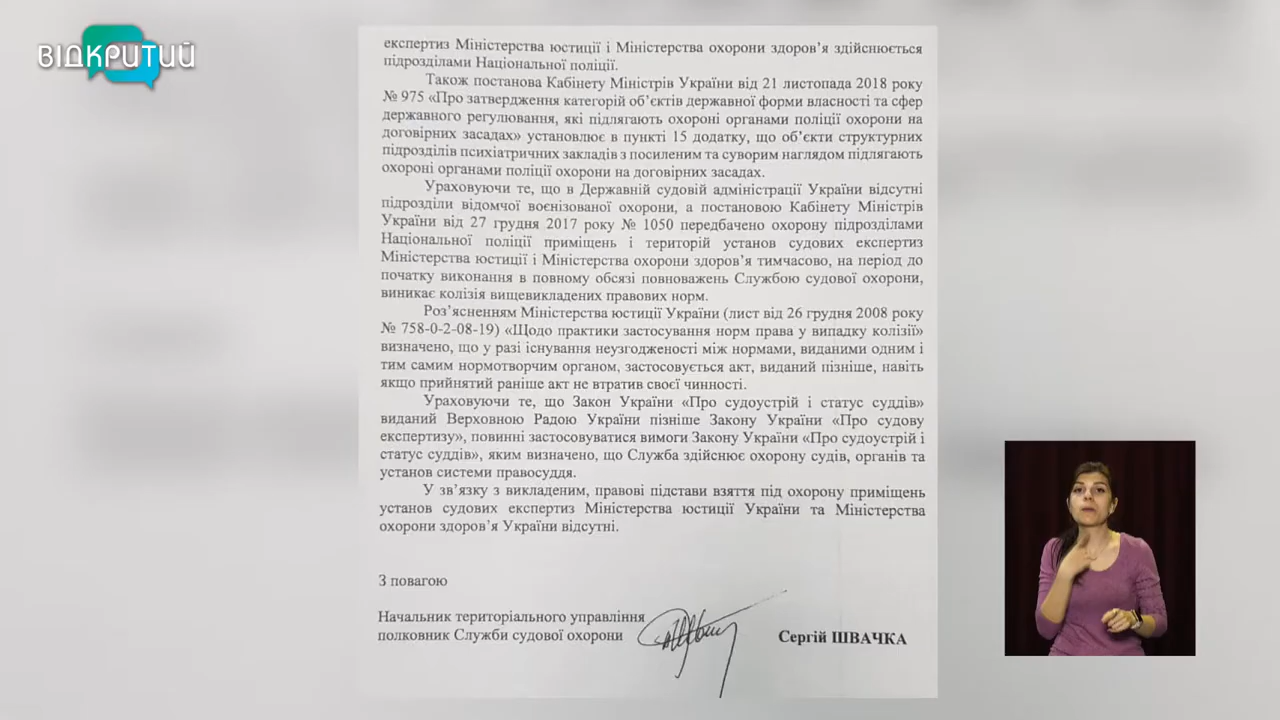 ВІДКРИТИЙ
експертиз Міністерства юстиції і Міністерства охорони здоров’я здійснюється
підрозділами Національної поліції.
Також постанова Кабінету Міністрів України від 21 листопада 2018 року
№ 975 «Про затвердження категорій об’єктів державної форми власності та сфер
державного регулювання, які підлягають охороні органами поліції охорони на
договірних засадах» установлює в пункті 15 додатку, що об’єкти структурних
підрозділів психіатричних закладів з посиленим та суворим наглядом підлягають
охороні органами поліції охорони на договірних засадах.
Ураховуючи те, що в Державній судовій адміністрації України відсутні
підрозділи відомчої воєнізованої охорони, а постановою Кабінету Міністрів
України від 27 грудня 2017 року № 1050 передбачено охорону підрозділами
Національної поліції приміщень і територій установ судових експертиз
Міністерства юстиції і Міністерства охорони здоров’я тимчасово, на період до
початку виконання в повному обсязі повноважень Службою судової охорони,
виникає колізія вищевикладених правових норм.
Роз’ясненням Міністерства юстиції України (лист від 26 грудня 2008 року
№ 758-0-2-08-19) «Щодо практики застосування норм права у випадку колізії»
визначено, що у разі існування неузгодженості між нормами, виданими одним і
тим самим нормотворчим органом, застосовується акт, виданий пізніше, навіть
якщо прийнятий раніше акт не втратив своєї чинності.
Ураховуючи те, що Закон України «Про судоустрій і статус суддів»
виданий Верховною Радою України пізніше Закону України «Про судову
експертизу», повинні застосовуватися вимоги Закону України «Про судоустрій і
статус суддів», яким визначено, що Служба здійснює охорону судів, органів та
установ системи правосуддя.
У зв’язку з викладеним, правові підстави взяття під охорону приміщень
установ судових експертиз Міністерства юстиції України та Міністерства
охорони здоров’я України відсутні.
З повагою
Начальник територіального управління
полковник Служби судової охорони
Сергій ШВАЧКА